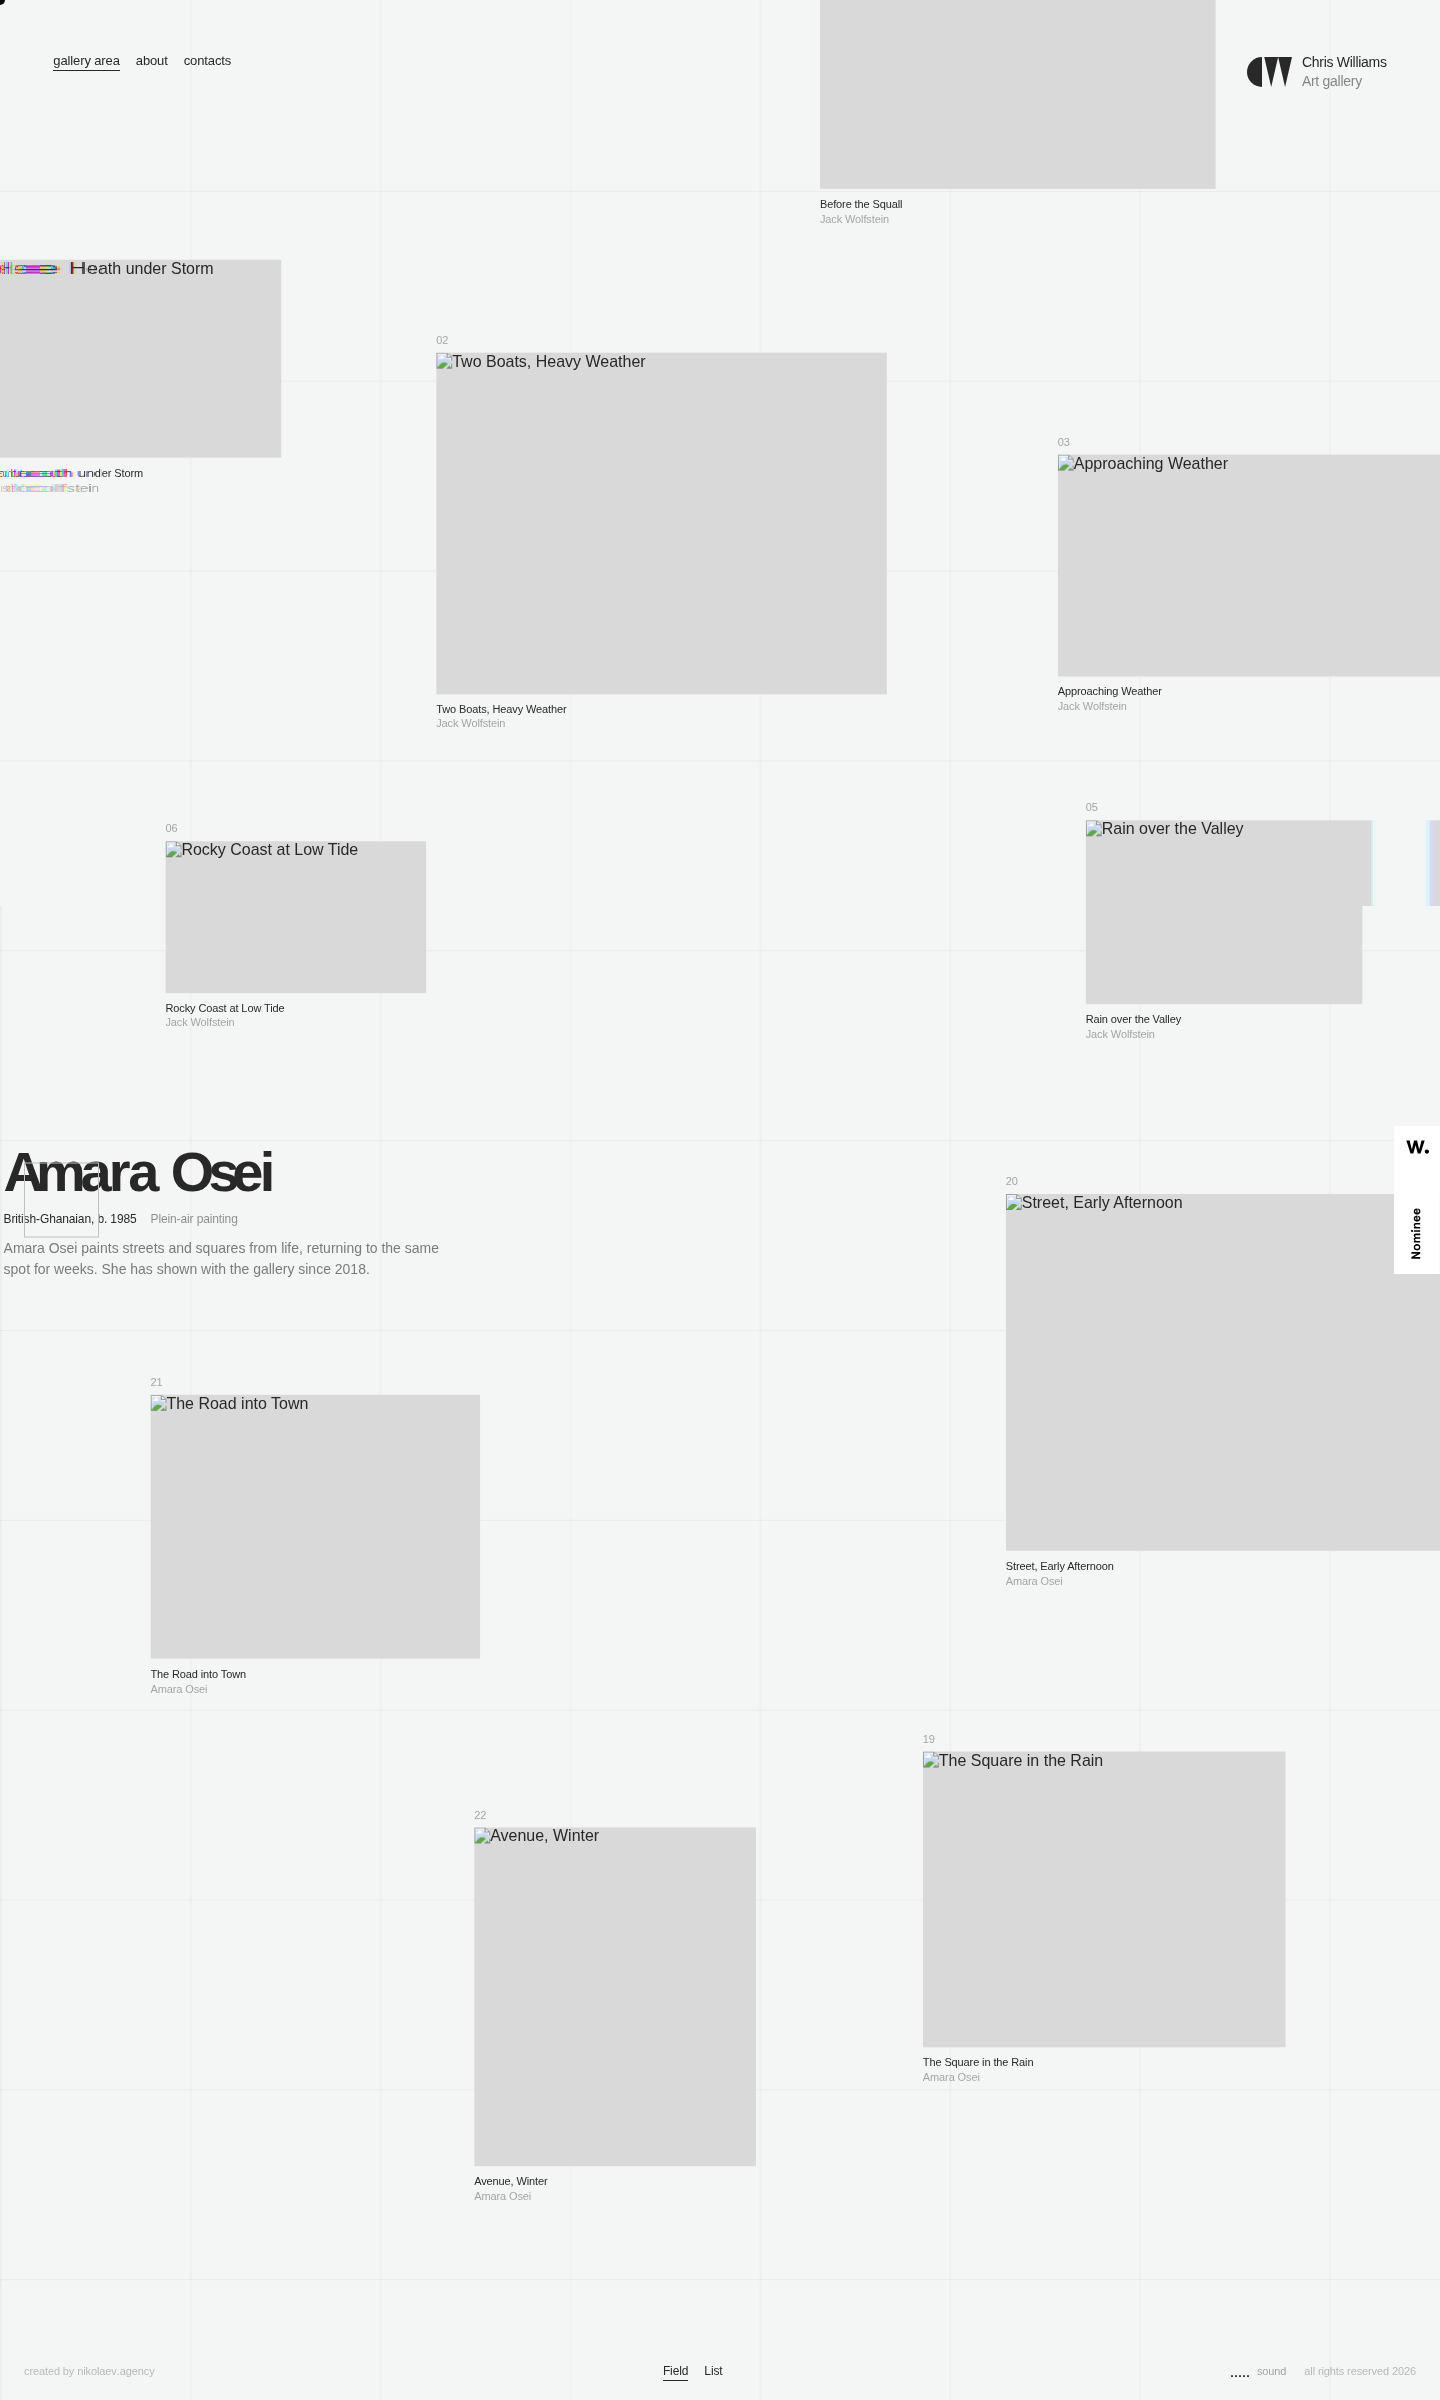 gallery area about contacts
Chris Williams
Art gallery
Before the Squall
Jack Wolfstein
Heath under Storm
under Storm
02
Two Boats, Heavy Weather
Two Boats, Heavy Weather
Jack Wolfstein
03
Approaching Weather
Approaching Weather
Jack Wolfstein
06
Rocky Coast at Low Tide
Rocky Coast at Low Tide
Jack Wolfstein
05
Rain over the Valley
Rain over the Valley
Jack Wolfstein
W.
Nominee
Amara Osei
British-Ghanaian, b. 1985 Plein-air painting
Amara Osei paints streets and squares from life, returning to the same
spot for weeks. She has shown with the gallery since 2018.
20
Street, Early Afternoon
Street, Early Afternoon
Amara Osei
21
The Road into Town
The Road into Town
Amara Osei
19
The Square in the Rain
The Square in the Rain
Amara Osei
22
Avenue, Winter
Avenue, Winter
Amara Osei
created by nikolaev.agency
Field List
sound all rights reserved 2026